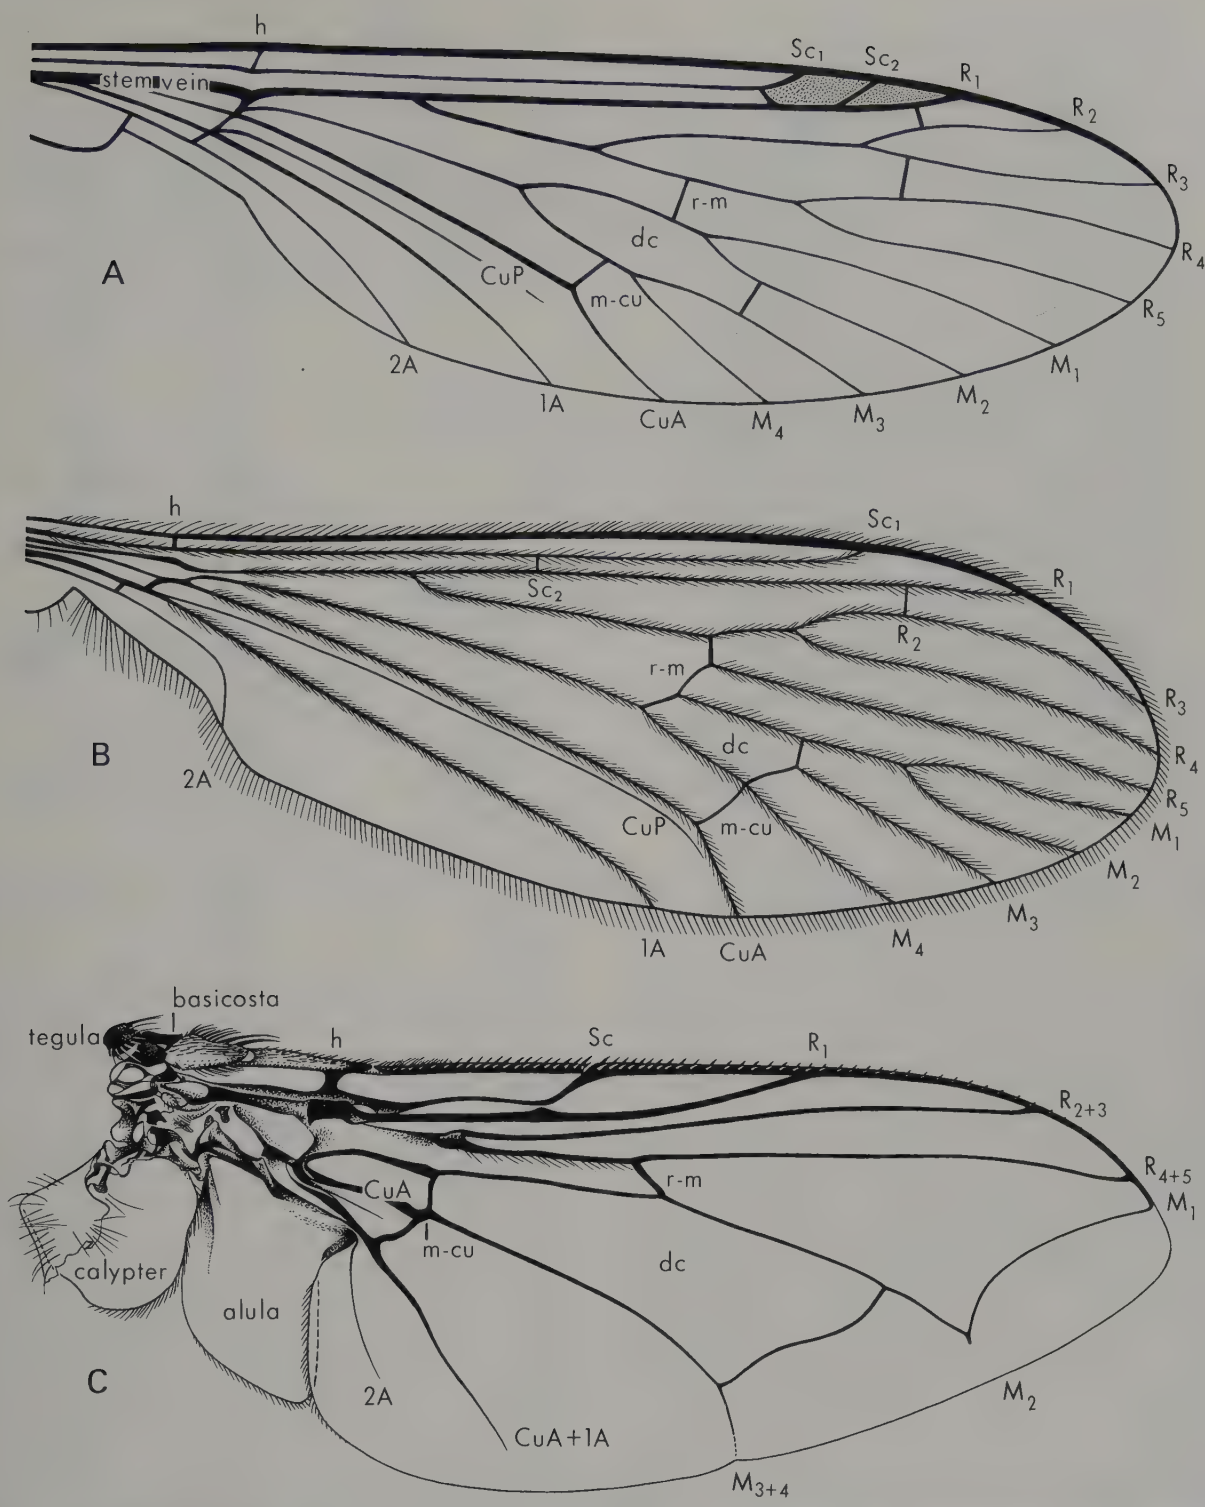 h
Sc1
Sc2
R1
R2
stem vein
R3
r-m
dc
R4
A
CuP
m-cu
R5
2A
M1
1A
M2
CuA
M4
M3
h
Sc1
R1
Sc2
R2
r-m
R3
dc
B
R4
2A
R5
CuP
m-cu
M1
M2
M3
1A
CuA
M4
basicosta
tegula
h
Sc
R1
R2+3
R4+5
CuA
r-m
M1
m-cu
dc
calypter
alula
C
2A
M2
CuA+1A
M3+4